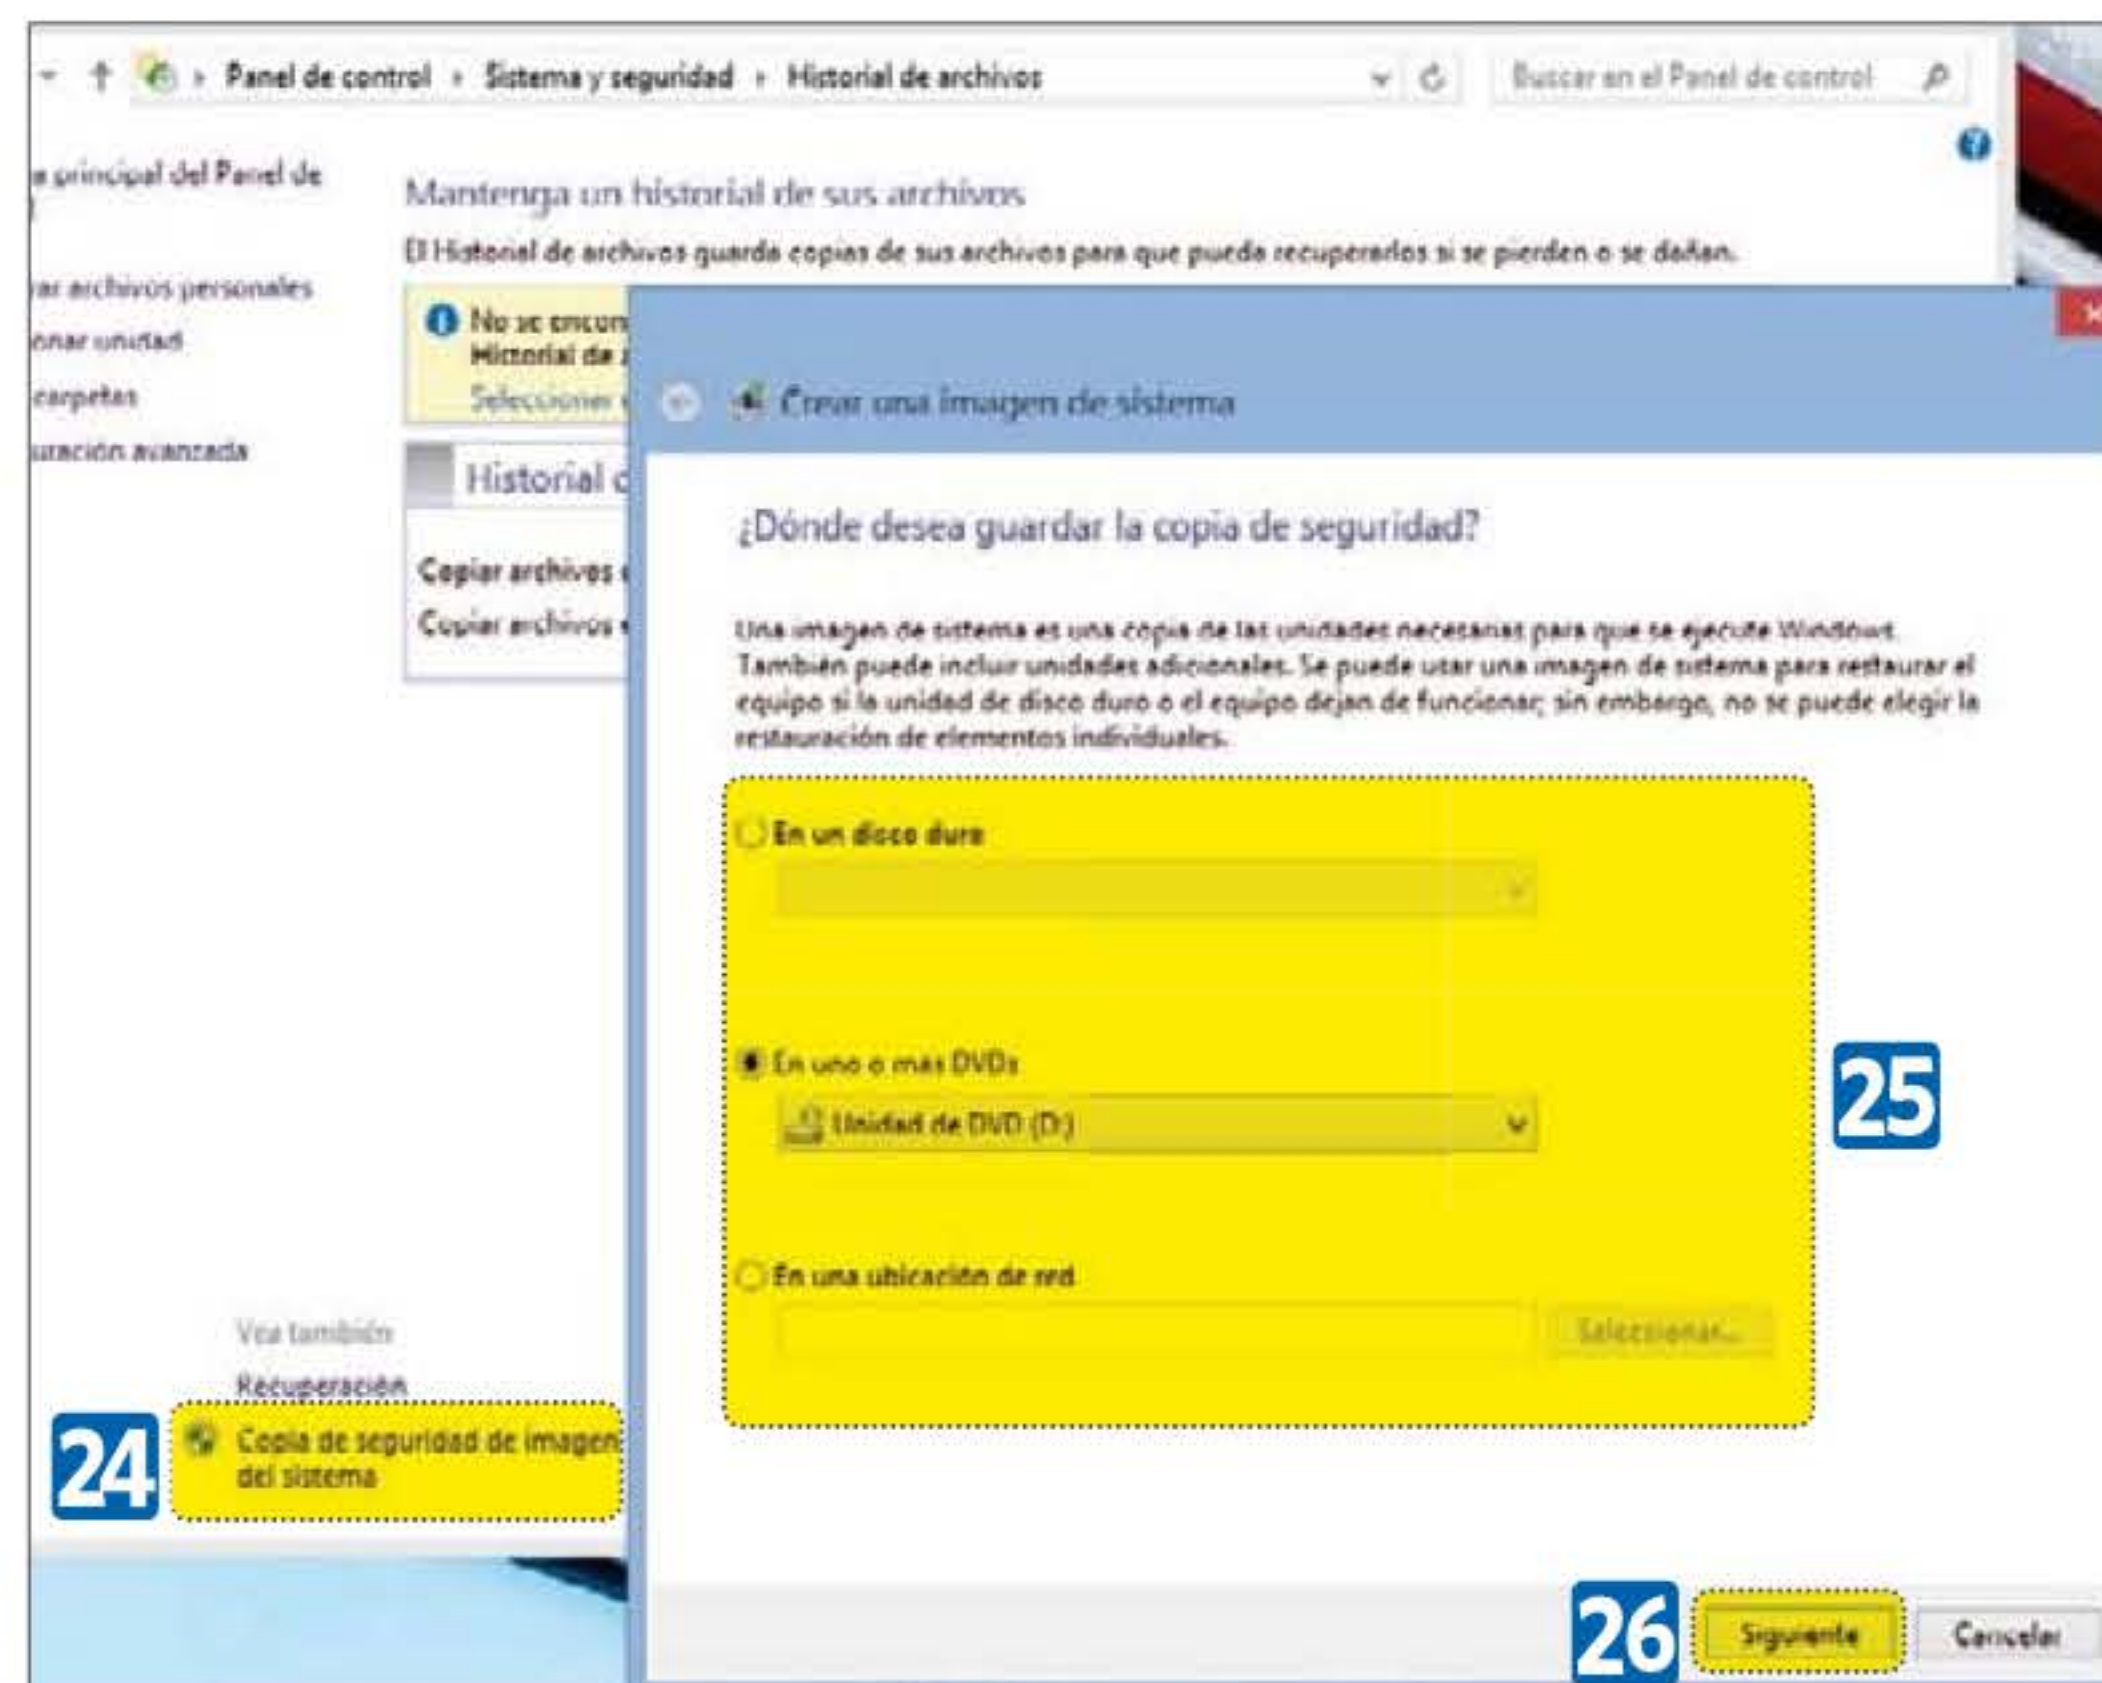 Panel de control
Sistema y seguridad
Historial de archivos
Buscar en el Panel de control
a principal del Panel de
l
rar archivos personales
onar unidad
carpetas
uración avanzada
Mantenga un historial de sus archivos
El Historial de archivos guarda copias de sus archivos para que pueda recuperarlos si se pierden o se dañan.
No se encon
Historial de a
Seleccionar
Historial d
Copiar archivos
Copiar archivos
Crear una imagen de sistema
¿Dónde desea guardar la copia de seguridad?
Una imagen de sistema es una copia de las unidades necesarias para que se ejecute Windows.
También puede incluir unidades adicionales. Se puede usar una imagen de sistema para restaurar el
equipo si la unidad de disco duro o el equipo dejan de funcionar; sin embargo, no se puede elegir la
restauración de elementos individuales.
En un disco duro
En uno o más DVDs
Unidad de DVD (D:)
En una ubicación de red
Seleccionar...
25
Vea también
Recuperación
24
Copia de seguridad de imagen
del sistema
26
Siguiente
Cancelar